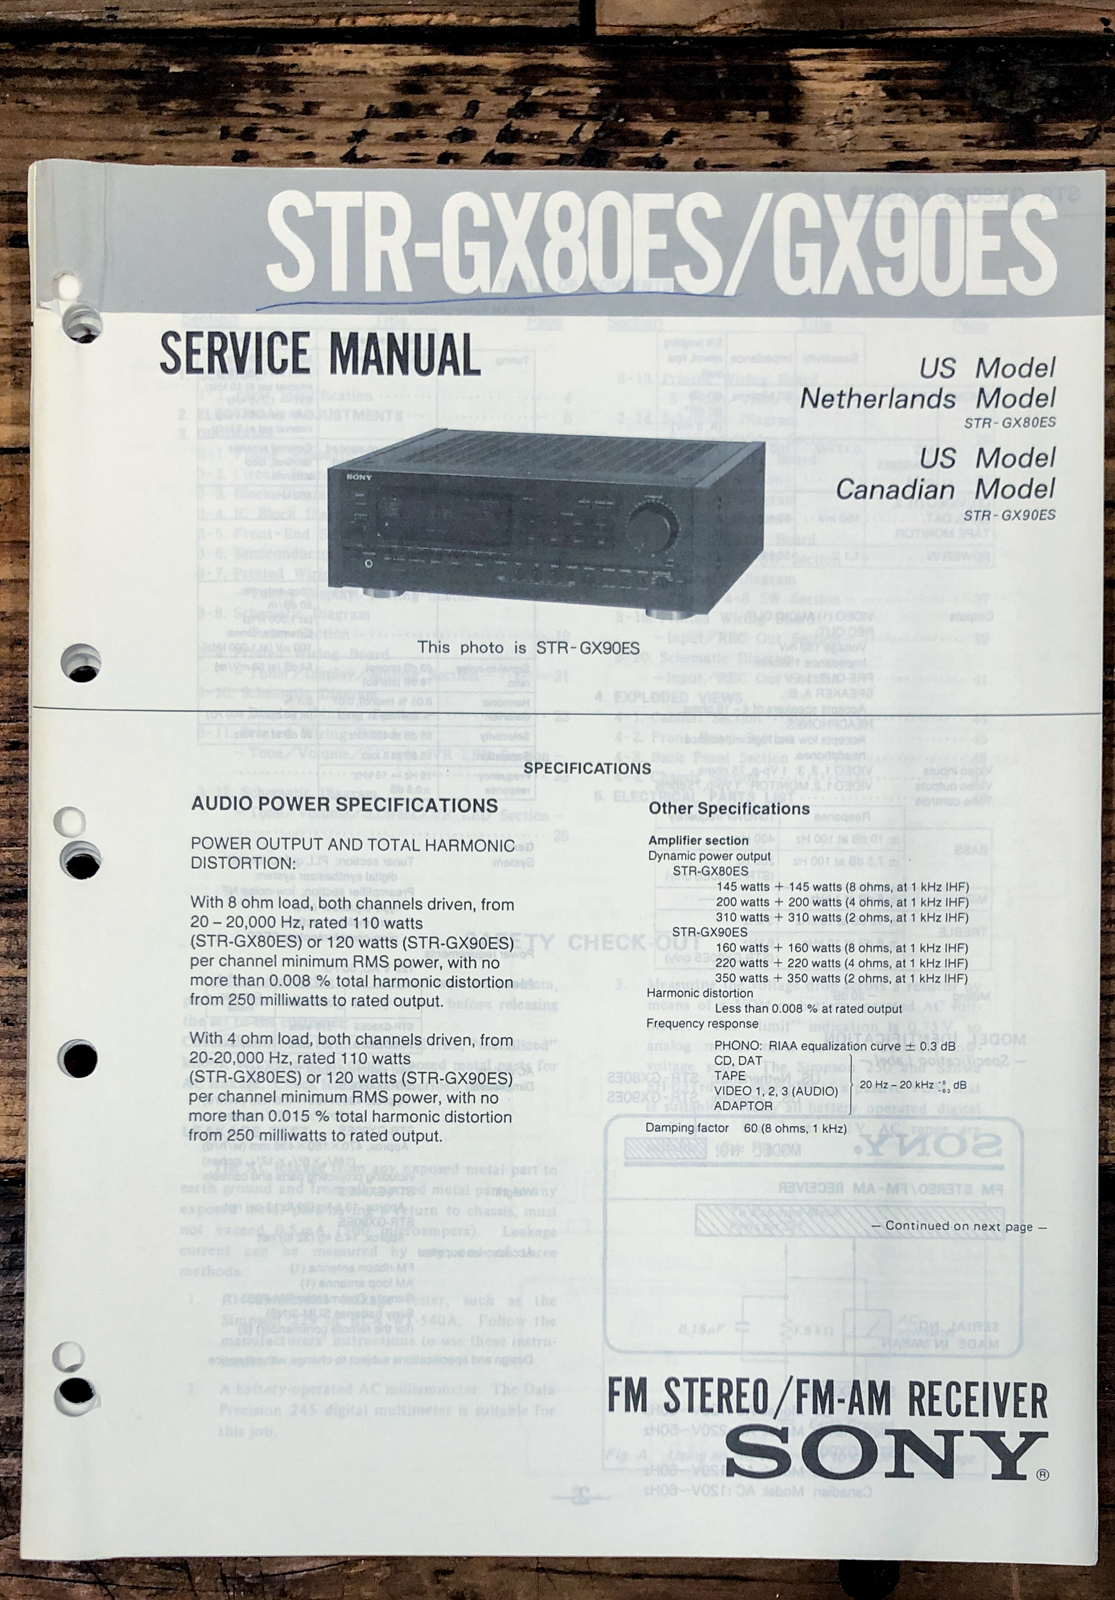 STR-GX80ES/GX90ES
SERVICE MANUAL
US Model
Netherlands Model
STR-GX80ES
US Model
Canadian Model
STR-GX90ES
SONY
This photo is STR-GX90ES
SPECIFICATIONS
AUDIO POWER SPECIFICATIONS
POWER OUTPUT AND TOTAL HARMONIC
DISTORTION:
With 8 ohm load, both channels driven, from
20 – 20,000 Hz, rated 110 watts
(STR-GX80ES) or 120 watts (STR-GX90ES)
per channel minimum RMS power, with no
more than 0.008 % total harmonic distortion
from 250 milliwatts to rated output.
With 4 ohm load, both channels driven, from
20-20,000 Hz, rated 110 watts
(STR-GX80ES) or 120 watts (STR-GX90ES)
per channel minimum RMS power, with no
more than 0.015 % total harmonic distortion
from 250 milliwatts to rated output.
Other Specifications
Amplifier section
Dynamic power output
STR-GX80ES
145 watts + 145 watts (8 ohms, at 1 kHz IHF)
200 watts + 200 watts (4 ohms, at 1 kHz IHF)
310 watts + 310 watts (2 ohms, at 1 kHz IHF)
STR-GX90ES
160 watts + 160 watts (8 ohms, at 1 kHz IHF)
220 watts + 220 watts (4 ohms, at 1 kHz IHF)
350 watts + 350 watts (2 ohms, at 1 kHz IHF)
Harmonic distortion
Less than 0.008 % at rated output
Frequency response
PHONO: RIAA equalization curve ± 0.3 dB
CD, DAT
TAPE
VIDEO 1, 2, 3 (AUDIO)
ADAPTOR
20 Hz – 20 kHz dB
Damping factor 60 (8 ohms, 1 kHz)
— Continued on next page —
FM STEREO/FM-AM RECEIVER
SONY®